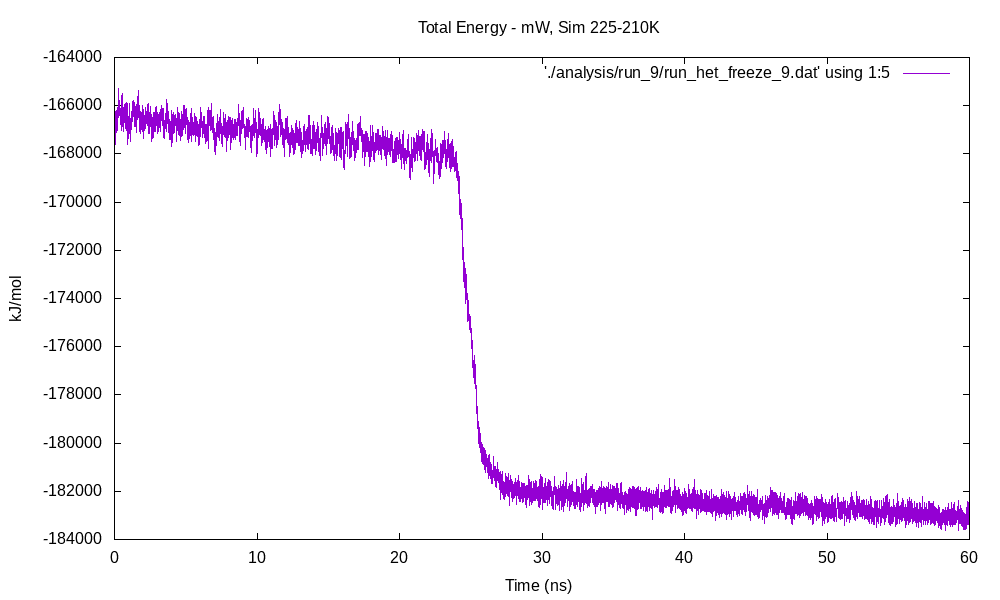 Total Energy - mW, Sim 225-210K
'./analysis/run_9/run_het_freeze_9.dat' using 1:5
-164000
-166000
-168000
-170000
-172000
-174000
-176000
-178000
-180000
-182000
-184000
kJ/mol
0 10 20 30 40 50 60
Time (ns)